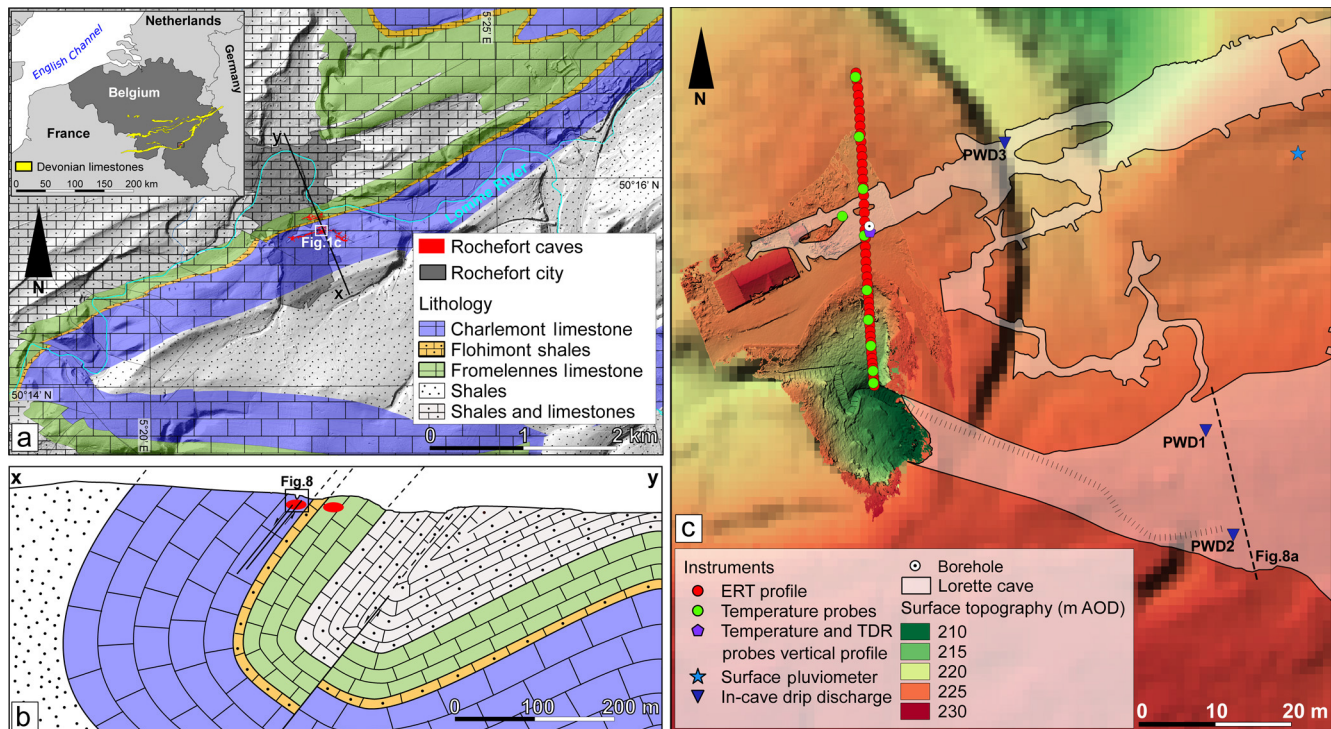 Netherlands
English Channel
Germany
Belgium
France
Devonian limestones
0 50 100 200 km
5°25' E
50°16' N
y
Lomme River
Fig.1c
x
N
Rochefort caves
Rochefort city
Lithology
Charlemont limestone
Flohimont shales
Fromelennes limestone
Shales
Shales and limestones
50°14' N
5°20' E
0 1 2 km
a
x
Fig.8
y
0 100 200 m
b
N
PWD3
PWD1
PWD2
Fig.8a
c
Instruments
ERT profile
Temperature probes
Temperature and TDR
probes vertical profile
Surface pluviometer
In-cave drip discharge
Borehole
Lorette cave
Surface topography (m AOD)
210
215
220
225
230
0 10 20 m